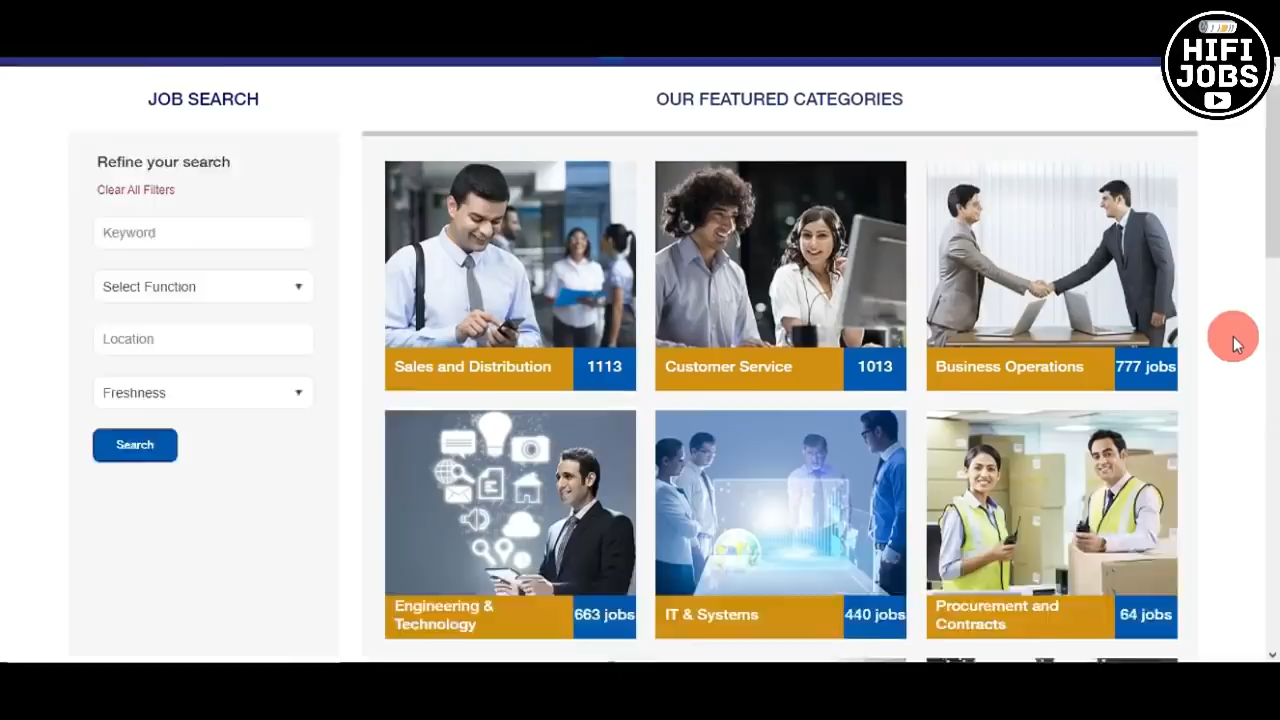 HIFI
JOBS
JOB SEARCH
OUR FEATURED CATEGORIES
Refine your search
Clear All Filters
Keyword
Select Function
Location
Freshness
Search
Sales and Distribution 1113
Customer Service 1013
Business Operations 777 jobs
Engineering &
Technology 663 jobs
IT & Systems 440 jobs
Procurement and
Contracts 64 jobs